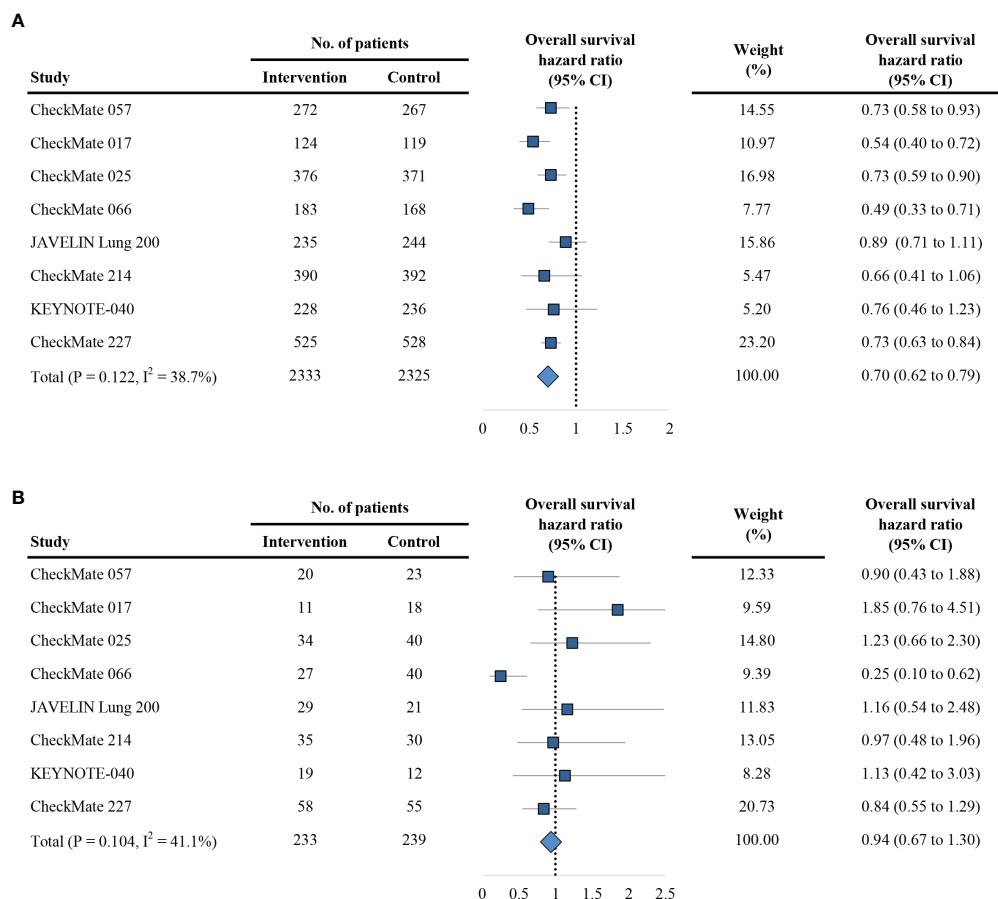 A
No. of patients
Overall survival hazard ratio (95% CI)
Weight (%)
Overall survival hazard ratio (95% CI)
Study Intervention Control
CheckMate 057 272 267 14.55 0.73 (0.58 to 0.93)
CheckMate 017 124 119 10.97 0.54 (0.40 to 0.72)
CheckMate 025 376 371 16.98 0.73 (0.59 to 0.90)
CheckMate 066 183 168 7.77 0.49 (0.33 to 0.71)
JAVELIN Lung 200 235 244 15.86 0.89 (0.71 to 1.11)
CheckMate 214 390 392 5.47 0.66 (0.41 to 1.06)
KEYNOTE-040 228 236 5.20 0.76 (0.46 to 1.23)
CheckMate 227 525 528 23.20 0.73 (0.63 to 0.84)
Total (P = 0.122, I² = 38.7%) 2333 2325 100.00 0.70 (0.62 to 0.79)
0 0.5 1 1.5 2
B
No. of patients
Overall survival hazard ratio (95% CI)
Weight (%)
Overall survival hazard ratio (95% CI)
Study Intervention Control
CheckMate 057 20 23 12.33 0.90 (0.43 to 1.88)
CheckMate 017 11 18 9.59 1.85 (0.76 to 4.51)
CheckMate 025 34 40 14.80 1.23 (0.66 to 2.30)
CheckMate 066 27 40 9.39 0.25 (0.10 to 0.62)
JAVELIN Lung 200 29 21 11.83 1.16 (0.54 to 2.48)
CheckMate 214 35 30 13.05 0.97 (0.48 to 1.96)
KEYNOTE-040 19 12 8.28 1.13 (0.42 to 3.03)
CheckMate 227 58 55 20.73 0.84 (0.55 to 1.29)
Total (P = 0.104, I² = 41.1%) 233 239 100.00 0.94 (0.67 to 1.30)
0 0.5 1 1.5 2 2.5